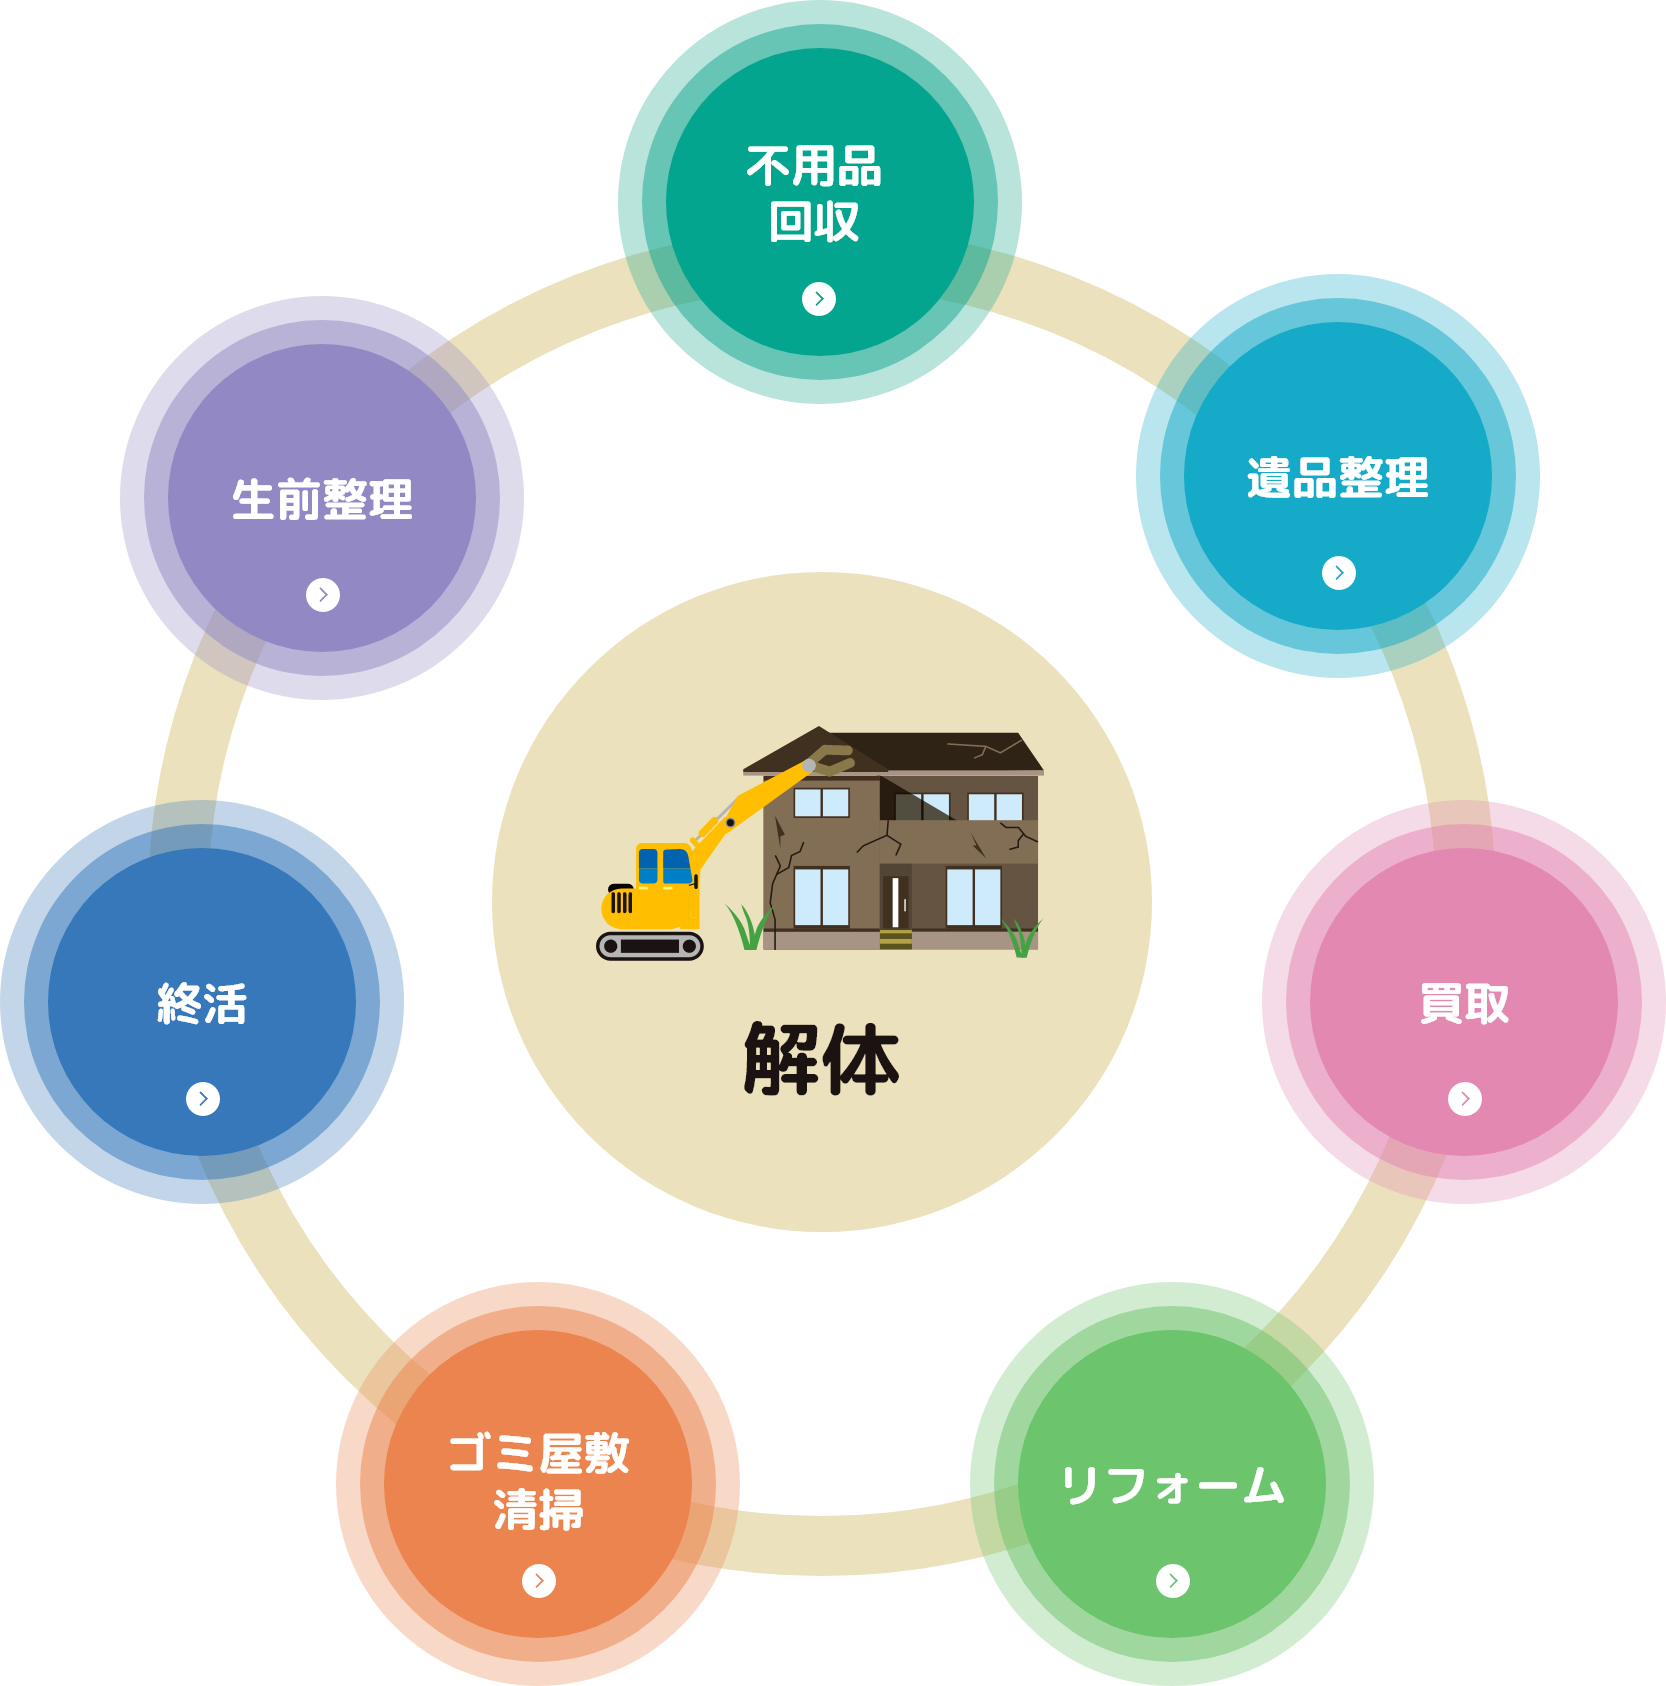 不用品
回収
遺品整理
買取
リフォーム
ゴミ屋敷
清掃
終活
生前整理
解体